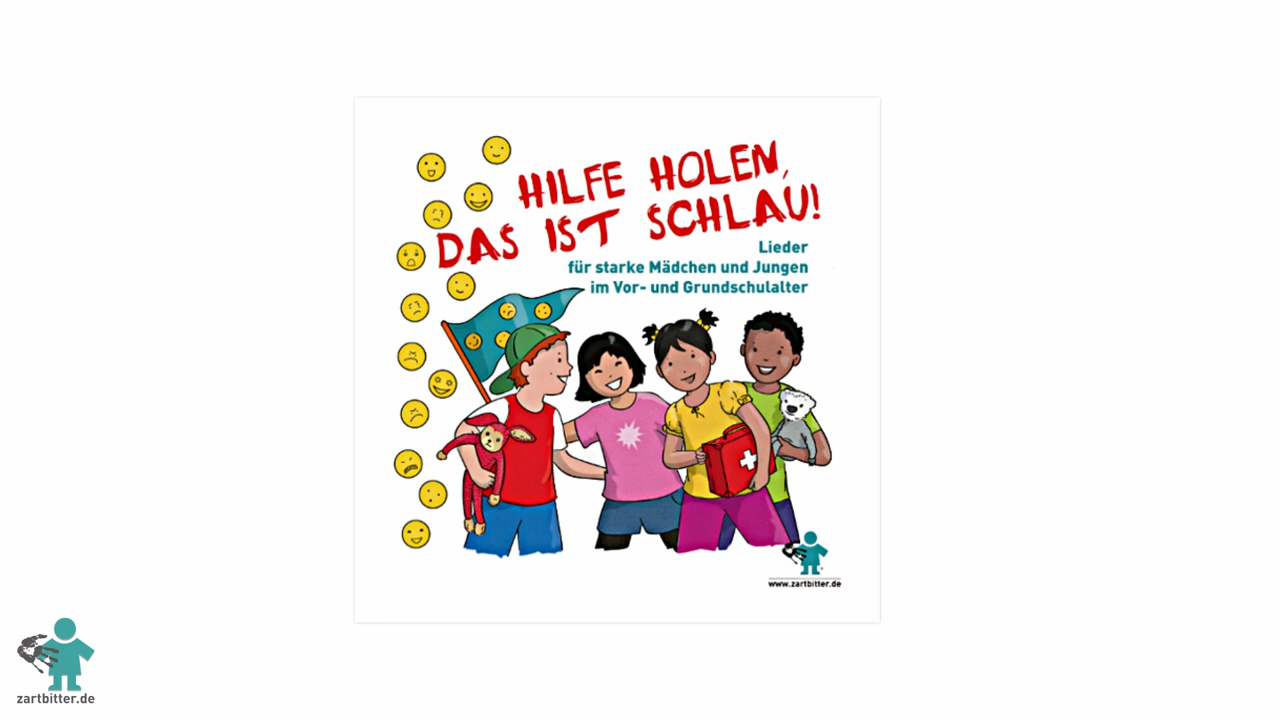 HILFE HOLEN,
DAS IST SCHLAU!
Lieder
für starke Mädchen und Jungen
im Vor- und Grundschulalter
www.zartbitter.de
zartbitter.de